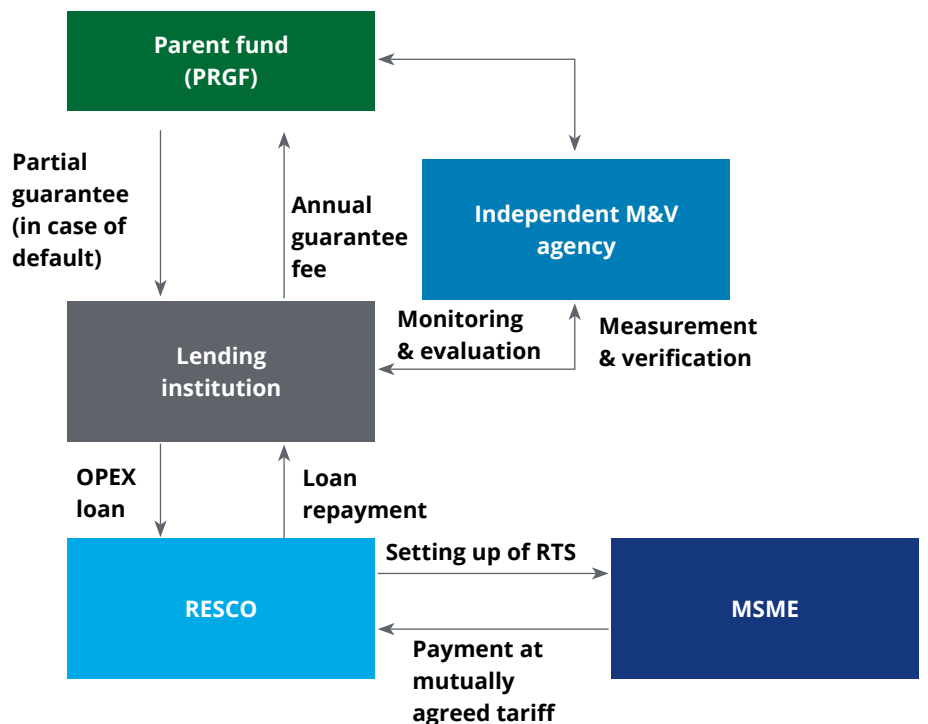 Parent fund
(PRGF)
Partial
guarantee
(in case of
default)
Annual
guarantee
fee
Independent M&V
agency
Monitoring
& evaluation
Measurement
& verification
Lending
institution
OPEX
loan
Loan
repayment
Setting up of RTS
RESCO
MSME
Payment at
mutually
agreed tariff